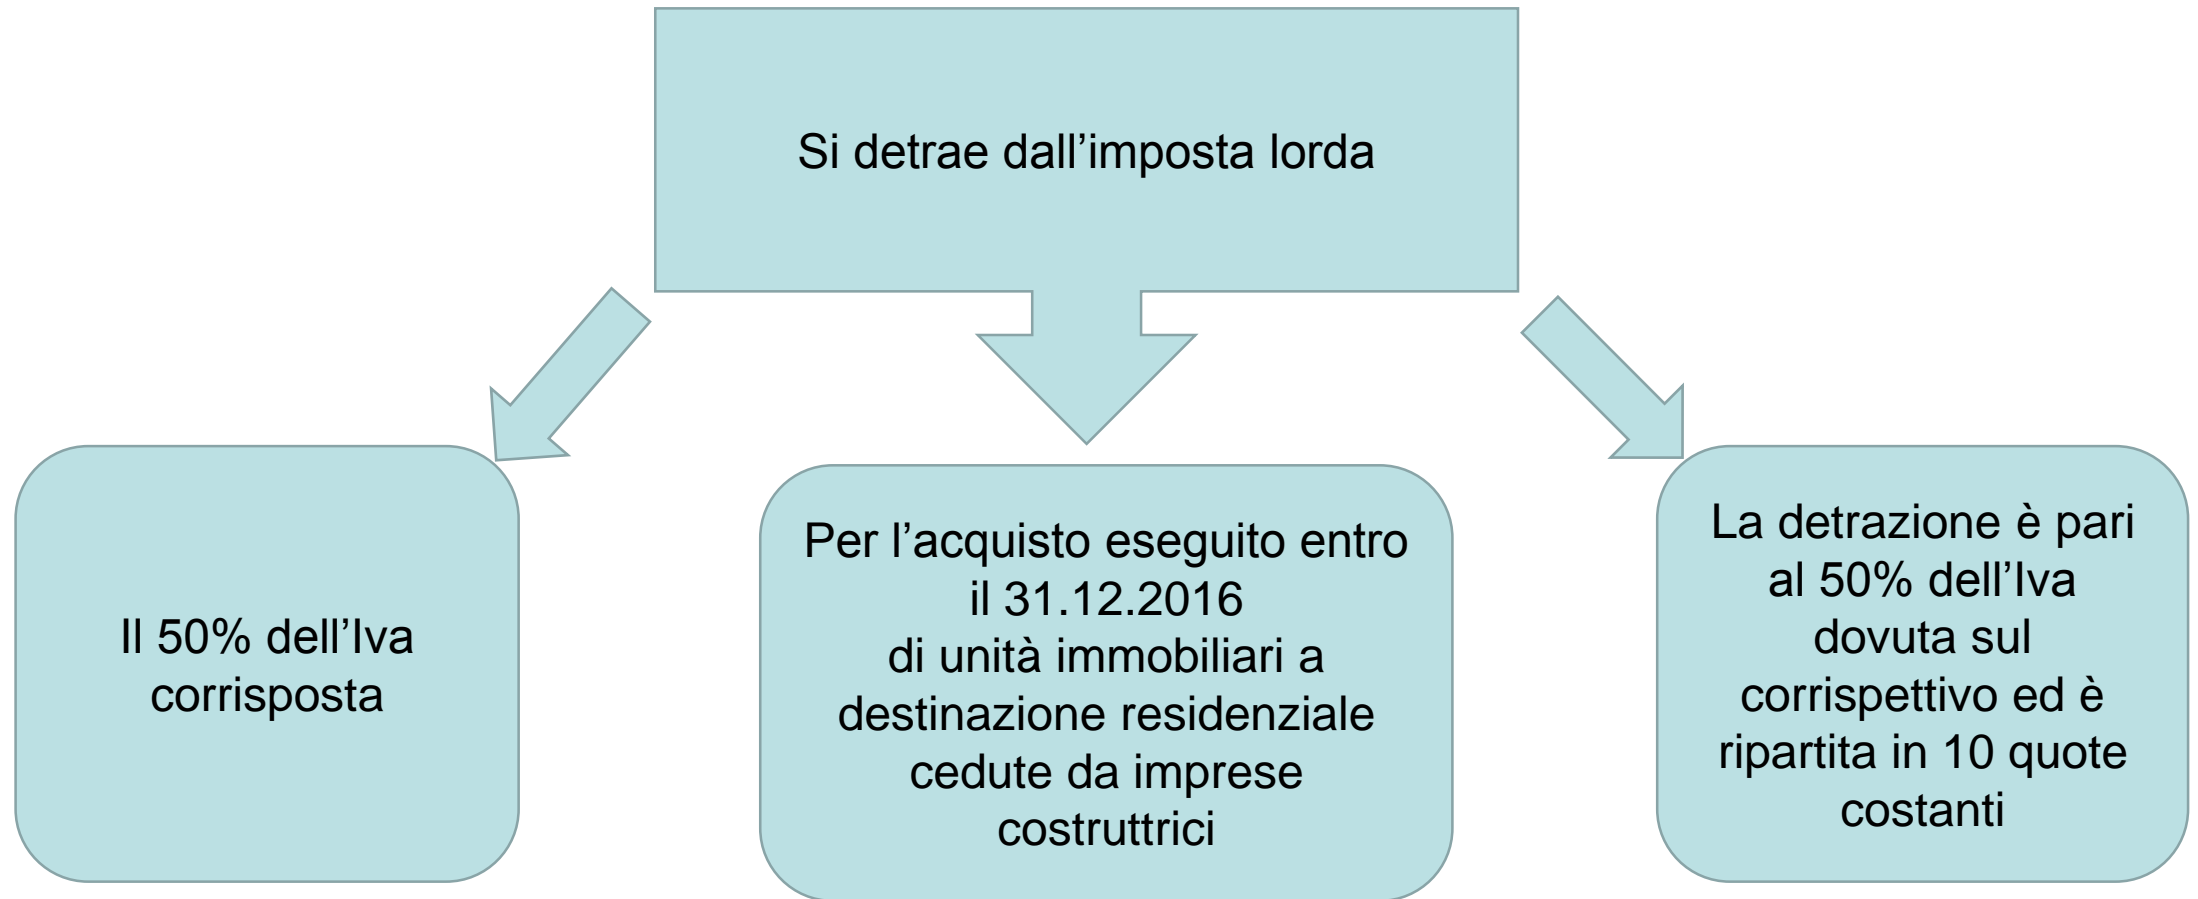 Si detrae dall’imposta lorda
Il 50% dell’Iva
corrisposta
Per l’acquisto eseguito entro
il 31.12.2016
di unità immobiliari a
destinazione residenziale
cedute da imprese
costruttrici
La detrazione è pari
al 50% dell’Iva
dovuta sul
corrispettivo ed è
ripartita in 10 quote
costanti